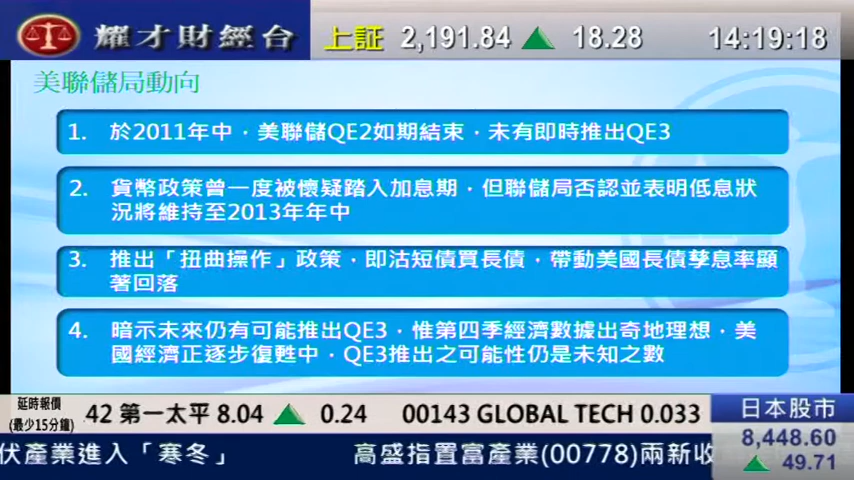 耀才財經台 上証 2,191.84 18.28 14:19:18
美聯儲局動向
1. 於2011年中，美聯儲QE2如期結束，未有即時推出QE3
2. 貨幣政策曾一度被懷疑踏入加息期，但聯儲局否認並表明低息狀
況將維持至2013年年中
3. 推出「扭曲操作」政策，即沽短債買長債，帶動美國長債孳息率顯
著回落
4. 暗示未來仍有可能推出QE3，惟第四季經濟數據出奇地理想，美
國經濟正逐步復甦中，QE3推出之可能性仍是未知之數
延時報價
(最少15分鐘)
42 第一太平 8.04 0.24 00143 GLOBAL TECH 0.033
日本股市
8,448.60
49.71
伏產業進入「寒冬」 高盛指置富產業(00778)兩新收